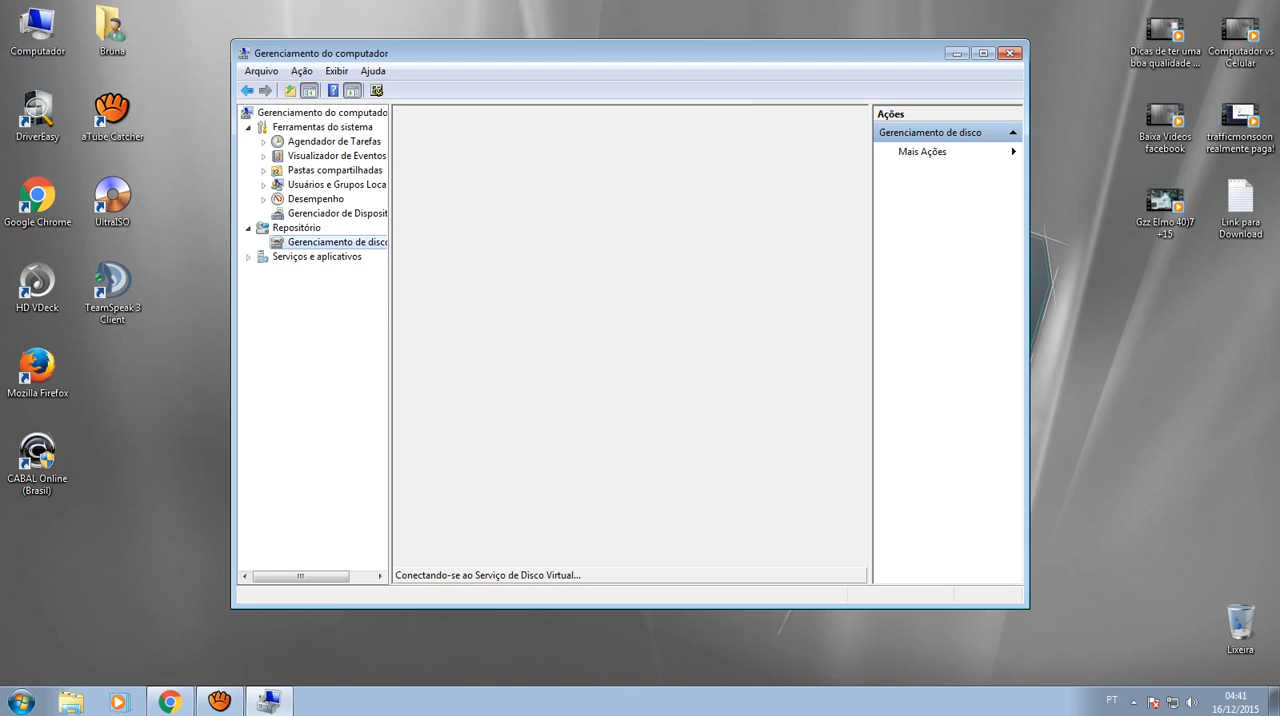 Computador
Bruna
DriverEasy
aTube Catcher
Google Chrome
UltraISO
HD VDeck
TeamSpeak 3
Client
Mozilla Firefox
CABAL Online
(Brasil)
Gerenciamento do computador
Arquivo Ação Exibir Ajuda
Gerenciamento do computado
Ferramentas do sistema
Agendador de Tarefas
Visualizador de Eventos
Pastas compartilhadas
Usuários e Grupos Loca
Desempenho
Gerenciador de Disposit
Repositório
Gerenciamento de disco
Serviços e aplicativos
Conectando-se ao Serviço de Disco Virtual...
Ações
Gerenciamento de disco
Mais Ações
Dicas de ter uma
boa qualidade ...
Computador vs
Celular
Baixa Videos
facebook
trafficmonsoon
realmente paga!
Gzz Elmo 40)7
+15
Link para
Download
Lixeira
PT
04:41
16/12/2015